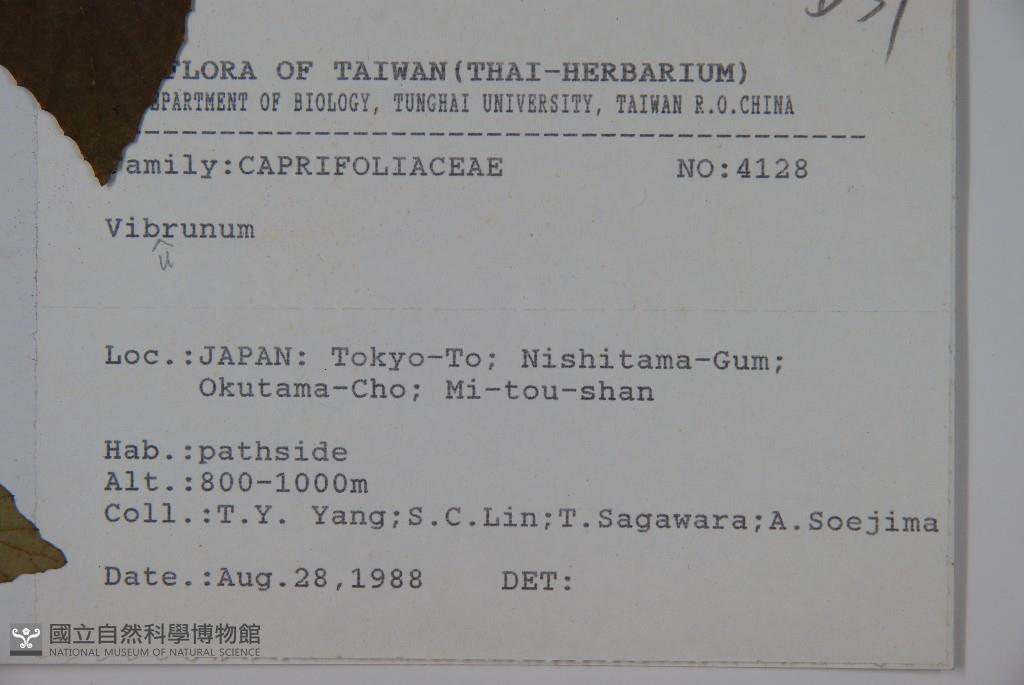 FLORA OF TAIWAN(THAI-HERBARIUM)
DEPARTMENT OF BIOLOGY, TUNGHAI UNIVERSITY, TAIWAN R.O.CHINA
Family:CAPRIFOLIACEAE NO:4128
Vibrunum
u
Loc.:JAPAN: Tokyo-To; Nishitama-Gum;
Okutama-Cho; Mi-tou-shan
Hab.:pathside
Alt.:800-1000m
Coll.:T.Y. Yang;S.C.Lin;T.Sagawara;A.Soejima
Date.:Aug.28,1988 DET:
國立自然科學博物館
NATIONAL MUSEUM OF NATURAL SCIENCE